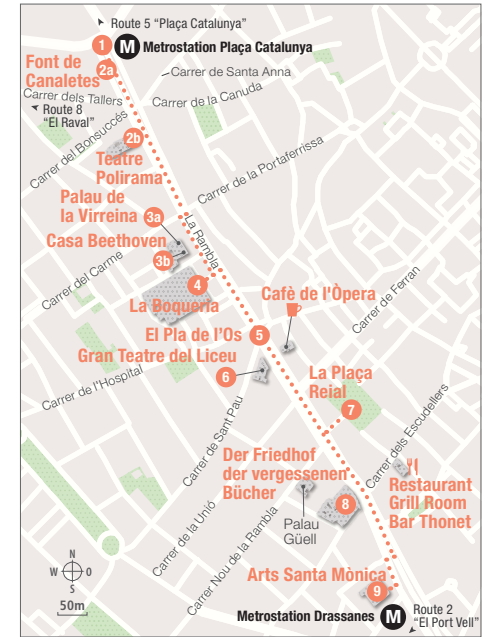 Route 5 "Plaça Catalunya"
1
M
Metrostation Plaça Catalunya
Font de
Canaletes
2a
Carrer de Santa Anna
Carrer dels Tallers
Carrer de la Canuda
Route 8
"El Raval"
Carrer del Bonsuccés
2b
Teatre
Polirama
Carrer de la Portaferrissa
Palau de
la Virreina
3a
La Rambla
Casa Beethoven
3b
Carrer del Carme
4
La Boqueria
Cafè de l'Òpera
Carrer de Ferran
El Pla de l'Os
5
Gran Teatre del Liceu
6
Carrer de l'Hospital
La Plaça
Reial
7
Carrer de Sant Pau
Carrer dels Escudellers
Der Friedhof
der vergessenen
Bücher
8
Restaurant
Grill Room
Bar Thonet
Carrer de la Unió
Palau
Güell
Carrer Nou de la Rambla
N
W O
S
50m
Arts Santa Mònica
9
Metrostation Drassanes
M
Route 2
"El Port Vell"